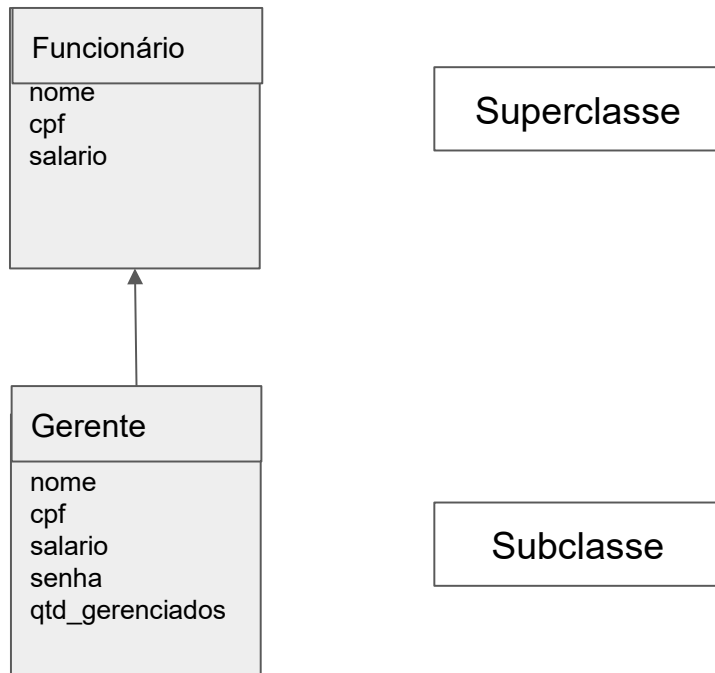 Funcionário
nome
cpf
salario
Superclasse
Gerente
nome
cpf
salario
senha
qtd_gerenciados
Subclasse